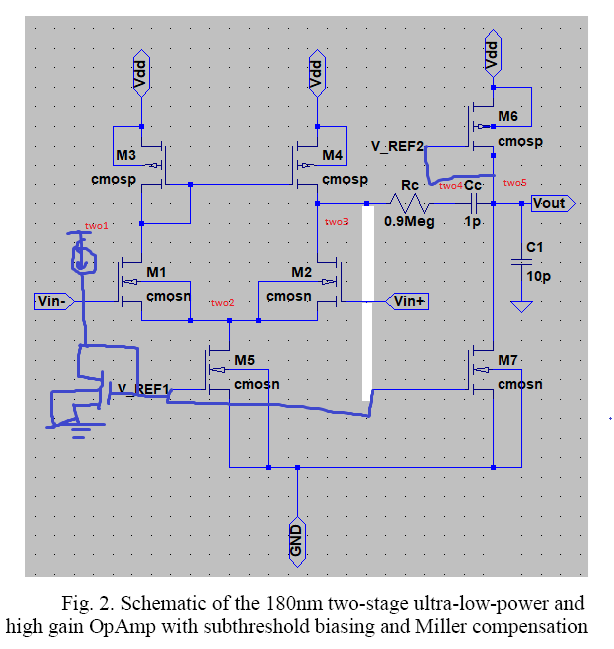 Vdd
Vdd
Vdd
M3
cmosp
M4
cmosp
V_REF2
M6
cmosp
Rc
two4
Cc
two5
0.9Meg
1p
Vout
two1
two3
C1
10p
M1
cmosn
M2
cmosn
Vin-
two2
Vin+
M5
cmosn
V_REF1
M7
cmosn
GND
Fig. 2. Schematic of the 180nm two-stage ultra-low-power and
high gain OpAmp with subthreshold biasing and Miller compensation